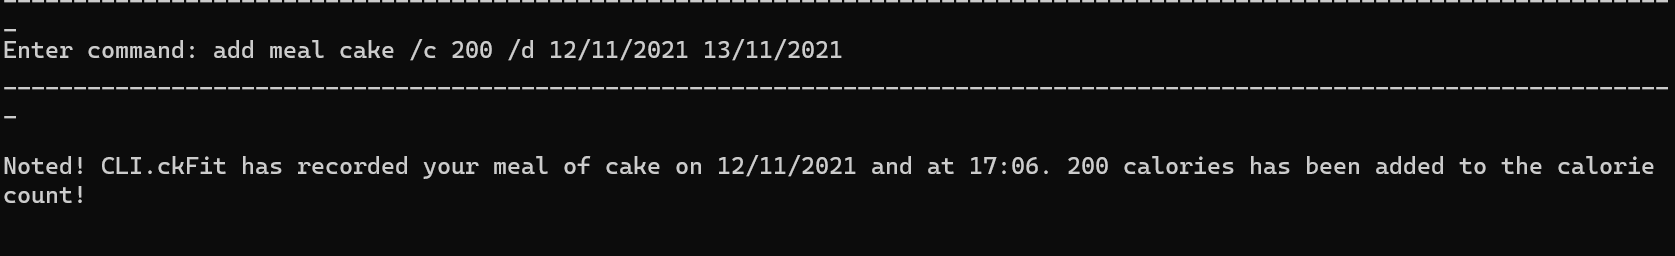 ------------------------------------------------------------------------------------------------------------------------
-
Enter command: add meal cake /c 200 /d 12/11/2021 13/11/2021
------------------------------------------------------------------------------------------------------------------------
-
Noted! CLI.ckFit has recorded your meal of cake on 12/11/2021 and at 17:06. 200 calories has been added to the calorie
count!